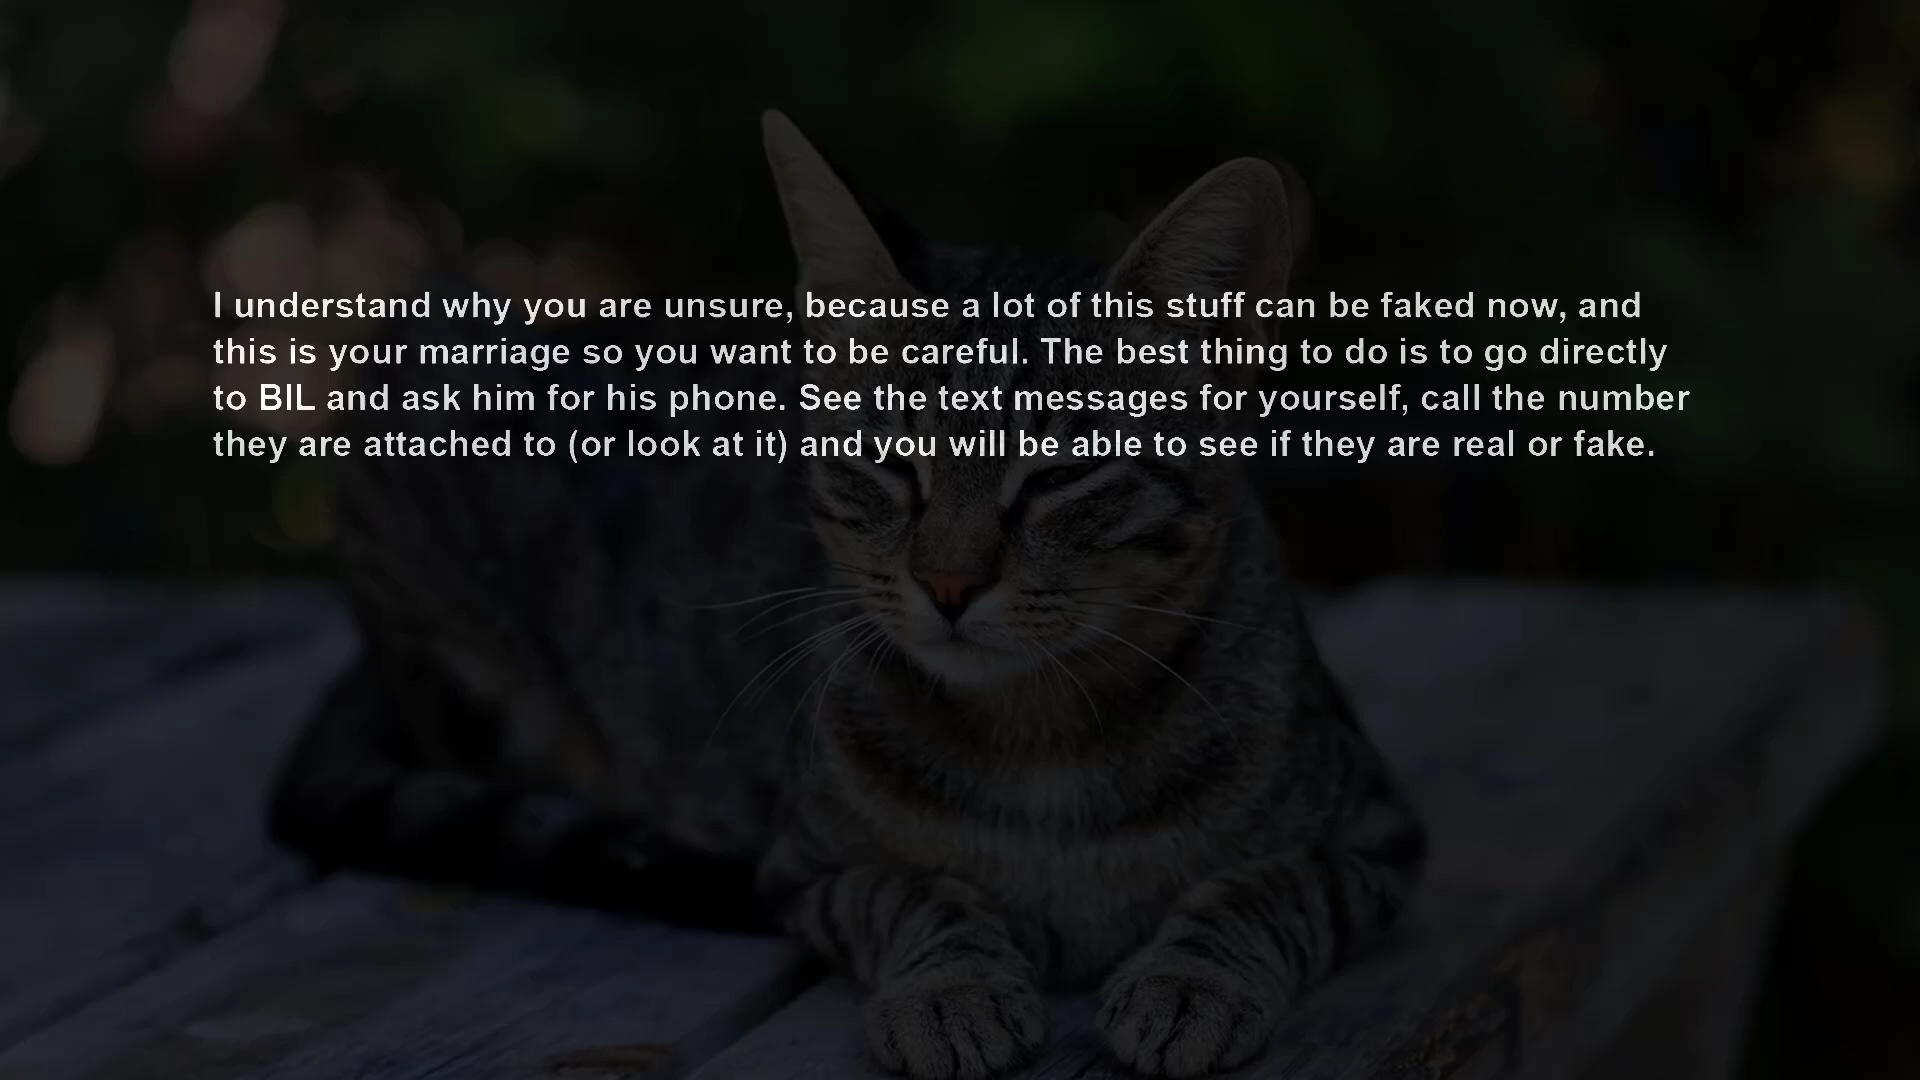 I understand why you are unsure, because a lot of this stuff can be faked now, and
this is your marriage so you want to be careful. The best thing to do is to go directly
to BIL and ask him for his phone. See the text messages for yourself, call the number
they are attached to (or look at it) and you will be able to see if they are real or fake.